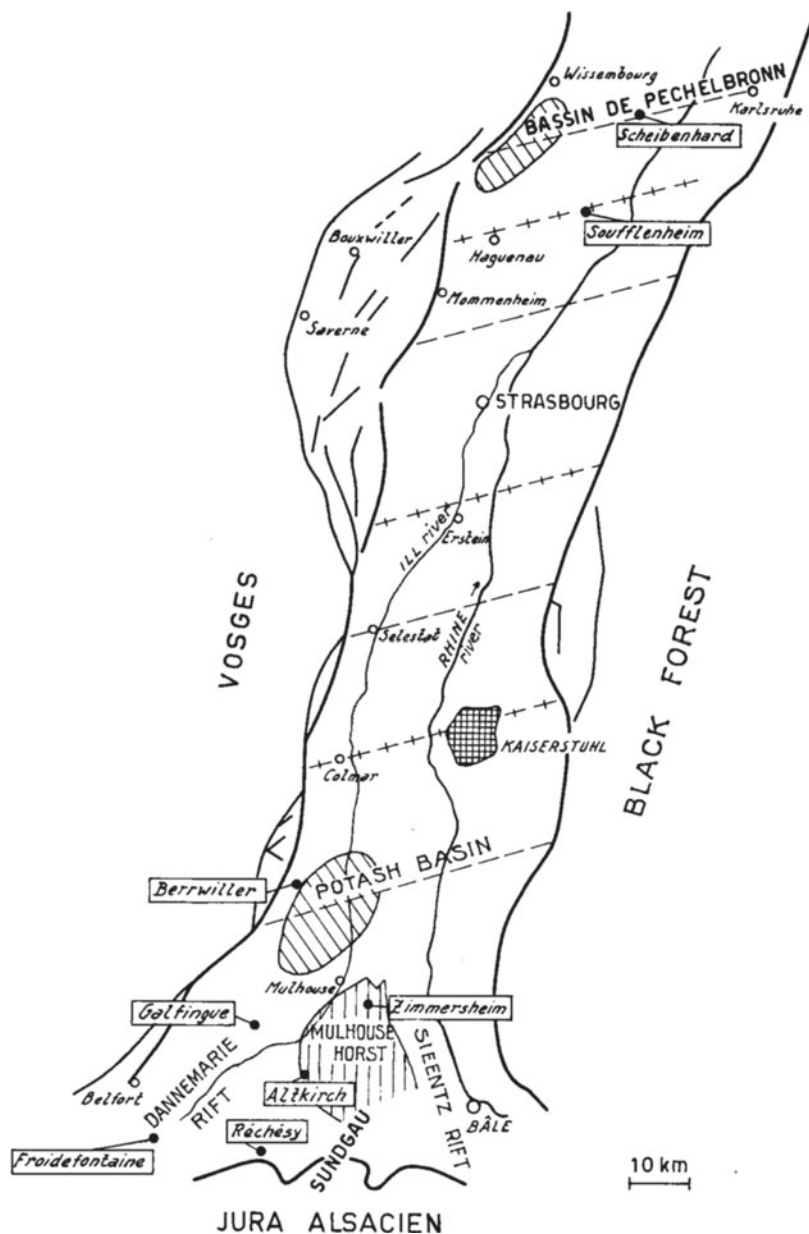 Wissembourg
BASSIN DE PECHELBRONN
Karlsruhe
Scheibenhard
Soufflenheim
Bouxwiller
Haguenau
Mommenheim
Saverne
STRASBOURG
ILL river
Erstein
VOSGES
RHINE river
Selestat
BLACK FOREST
KAISERSTUHL
Colmar
POTASH BASIN
Berrwiller
Mulhouse
Zimmersheim
Galfingue
MULHOUSE
HORST
SIEENTZ RIFT
DANNEMARIE
RIFT
Altkirch
Belfort
BÂLE
Réchésy
Froidefontaine
SUNDGAU
10 km
JURA ALSACIEN